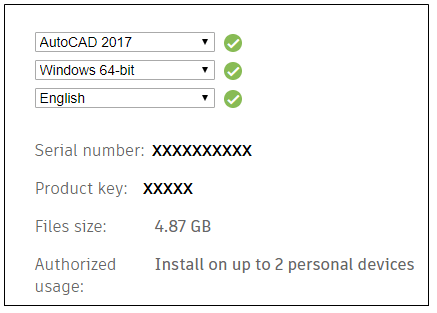 AutoCAD 2017
Windows 64-bit
English
Serial number: XXXXXXXXXX
Product key: XXXXX
Files size: 4.87 GB
Authorized usage: Install on up to 2 personal devices